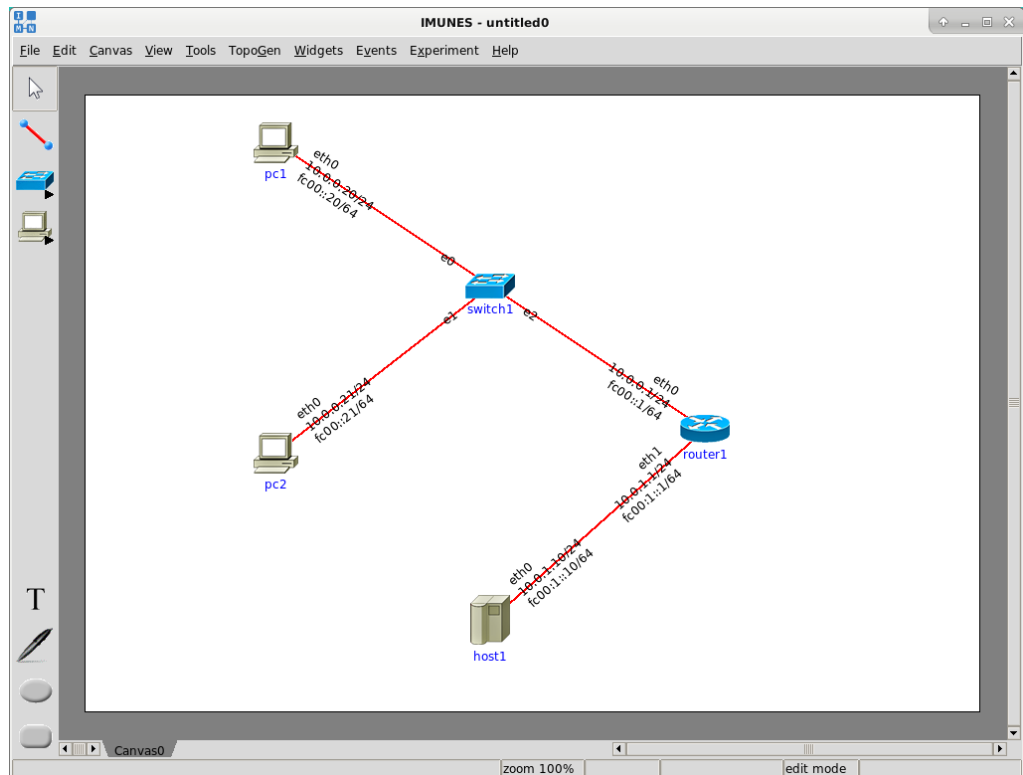 IMUNES - untitled0
File Edit Canvas View Tools TopoGen Widgets Events Experiment Help
eth0
10.0.0.20/24
fc00::20/64
pc1
e0
switch1
e1
e2
eth0
10.0.0.21/24
fc00::21/64
pc2
eth0
10.0.0.1/24
fc00::1/64
router1
eth1
10.0.1.1/24
fc00:1::1/64
eth0
10.0.1.10/24
fc00:1::10/64
host1
T
Canvas0
zoom 100%
edit mode